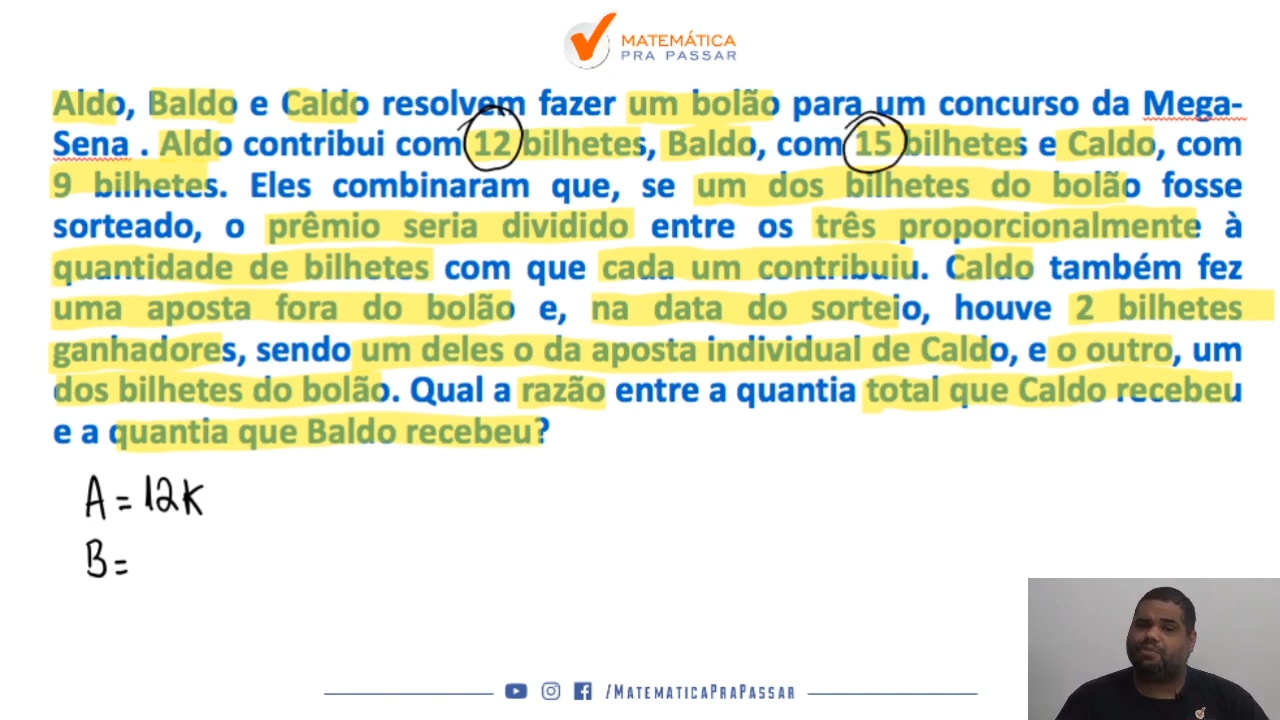 MATEMÁTICA
PRA PASSAR
Aldo, Baldo e Caldo resolvem fazer um bolão para um concurso da Mega-
Sena . Aldo contribui com 12 bilhetes, Baldo, com 15 bilhetes e Caldo, com
9 bilhetes. Eles combinaram que, se um dos bilhetes do bolão fosse
sorteado, o prêmio seria dividido entre os três proporcionalmente à
quantidade de bilhetes com que cada um contribuiu. Caldo também fez
uma aposta fora do bolão e, na data do sorteio, houve 2 bilhetes
ganhadores, sendo um deles o da aposta individual de Caldo, e o outro, um
dos bilhetes do bolão. Qual a razão entre a quantia total que Caldo recebeu
e a quantia que Baldo recebeu?
A = 12K
B =
/MATEMATICAPRAPASSAR